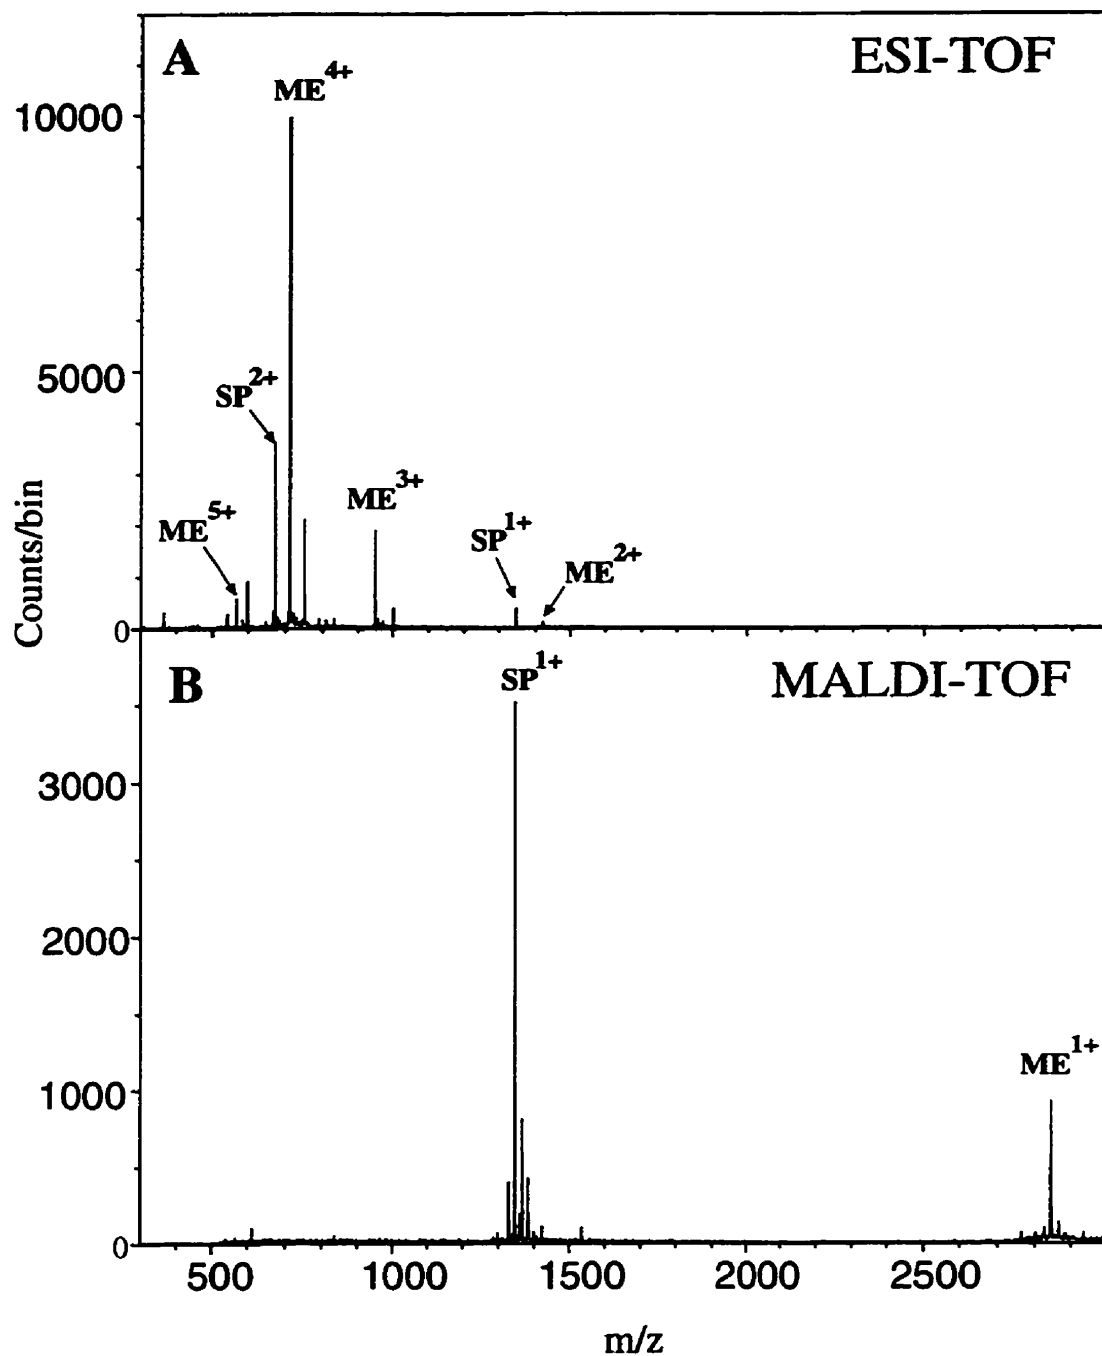 A
ESI-TOF
ME4+
10000
5000
SP2+
ME5+
ME3+
SP1+
ME2+
0
Counts/bin
B
SP1+
MALDI-TOF
3000
2000
1000
ME1+
0
500 1000 1500 2000 2500
m/z